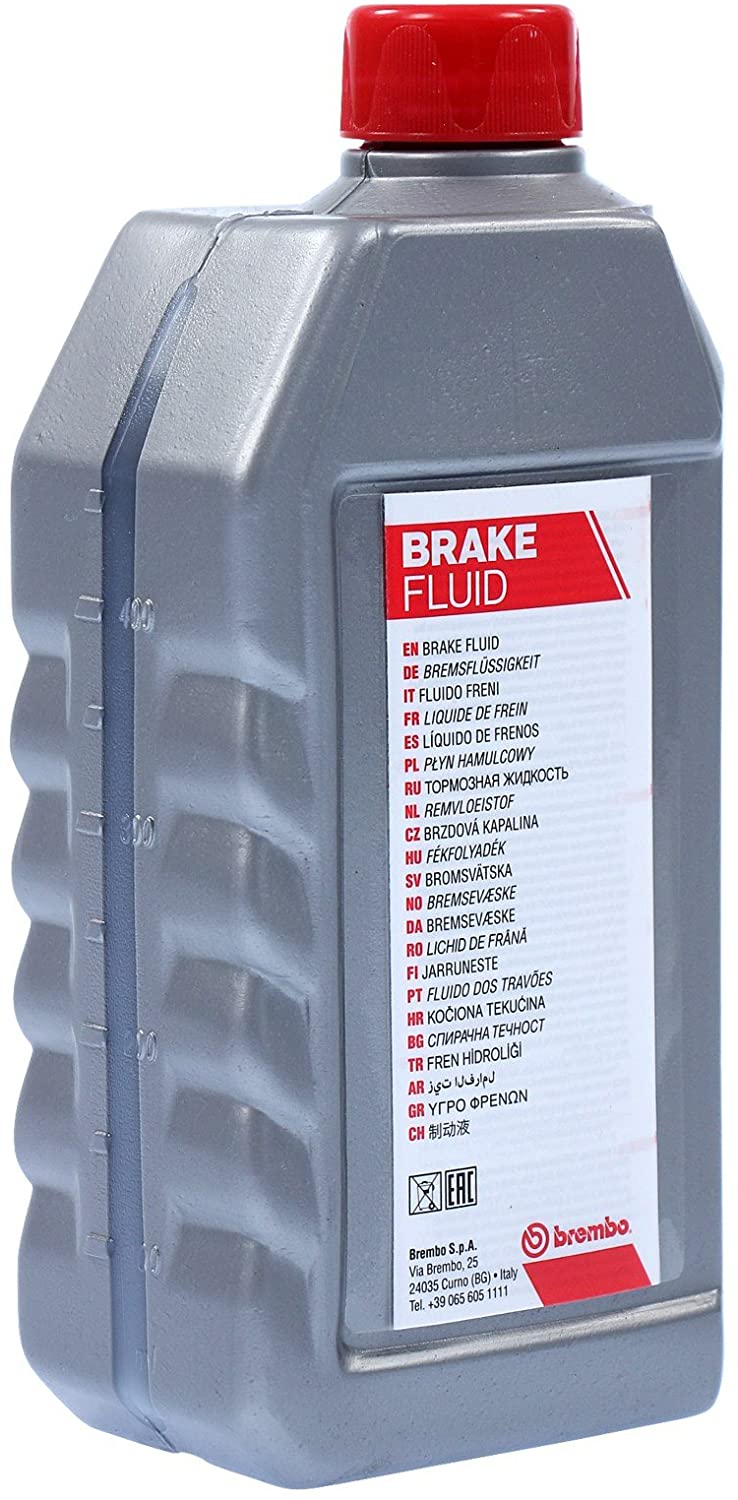 BRAKE
FLUID
EN BRAKE FLUID
DE BREMSFLÜSSIGKEIT
IT FLUIDO FRENI
FR LIQUIDE DE FREIN
ES LÍQUIDO DE FRENOS
PL PŁYN HAMULCOWY
RU ТОРМОЗНАЯ ЖИДКОСТЬ
NL REMVLOEISTOF
CZ BRZDOVÁ KAPALINA
HU FÉKFOLYADÉK
SV BROMSVÄTSKA
NO BREMSEVÆSKE
DA BREMSEVÆSKE
RO LICHID DE FRÂNĂ
FI JARRUNESTE
PT FLUIDO DOS TRAVÕES
HR KOČIONA TEKUĆINA
BG СПИРАЧНА ТЕЧНОСТ
TR FREN HİDROLİĞİ
AR زيت الفرامل
GR ΥΓΡΟ ΦΡΕΝΩΝ
CH 制动液
EAC
Brembo S.p.A.
Via Brembo, 25
24035 Curno (BG) • Italy
Tel. +39 065 605 1111
brembo.
400
300